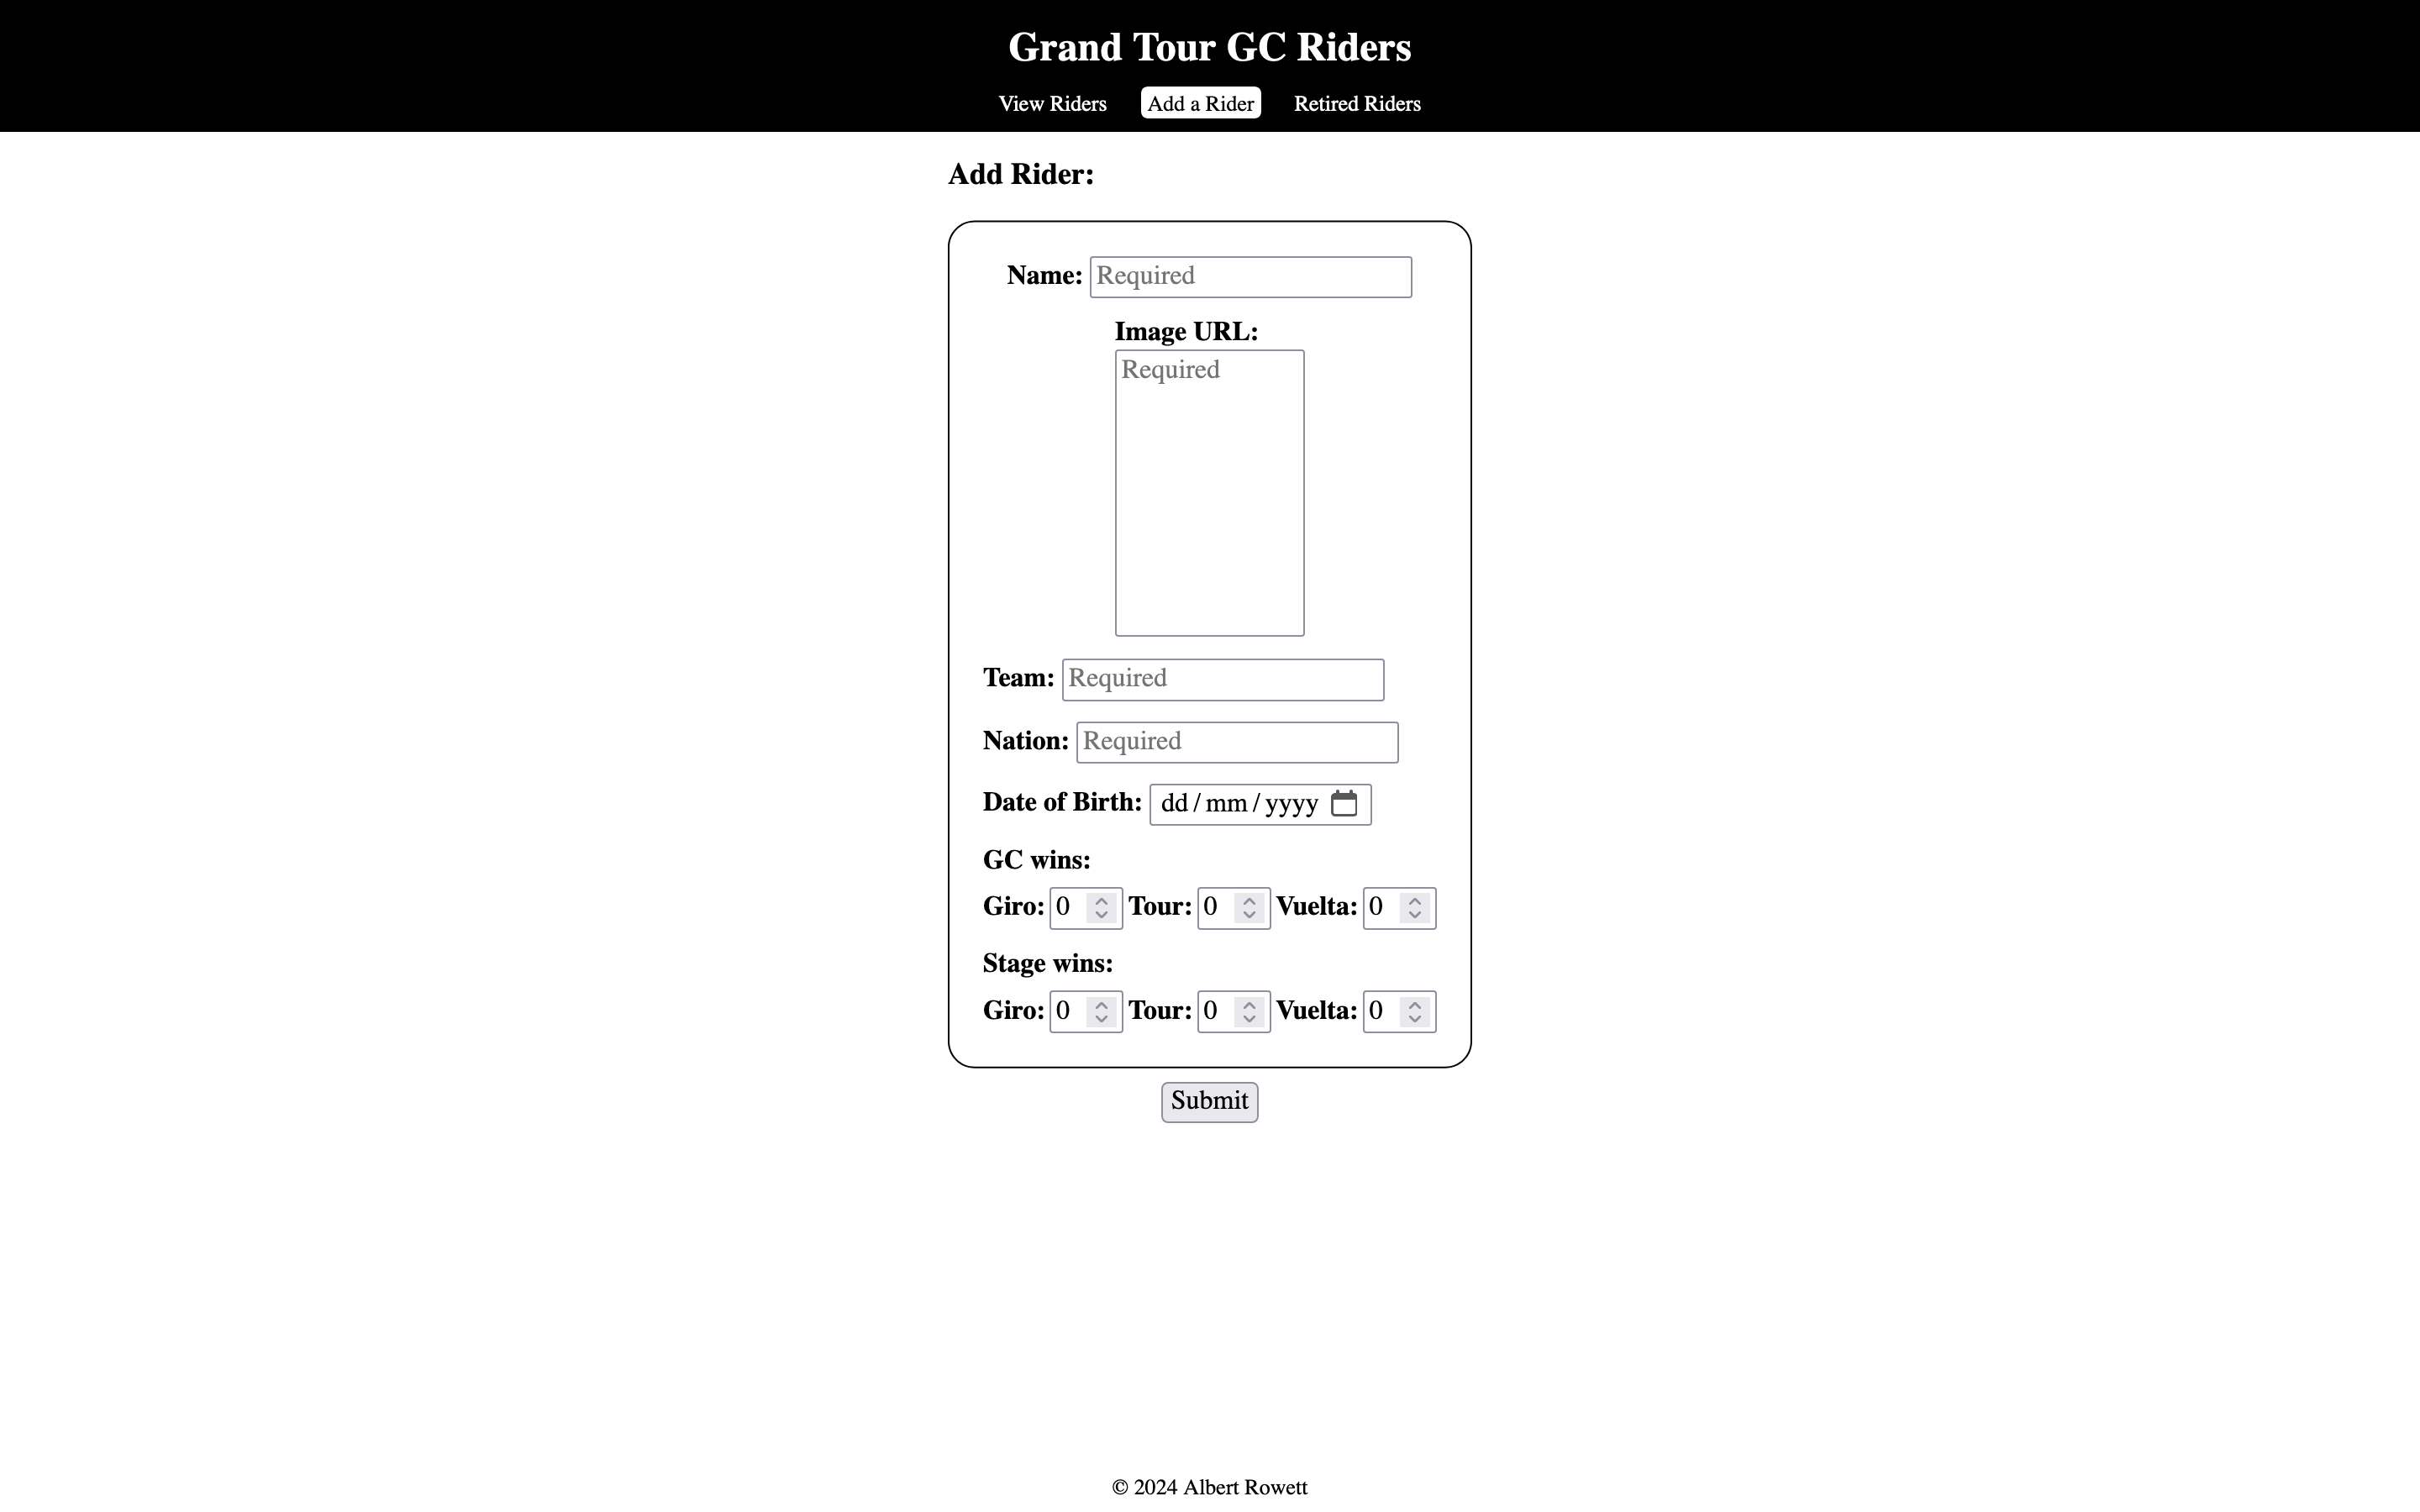 Grand Tour GC Riders
View Riders Add a Rider Retired Riders
Add Rider:
Name: Required
Image URL:
Required
Team: Required
Nation: Required
Date of Birth: dd / mm / yyyy
GC wins:
Giro: 0 Tour: 0 Vuelta: 0
Stage wins:
Giro: 0 Tour: 0 Vuelta: 0
Submit
© 2024 Albert Rowett